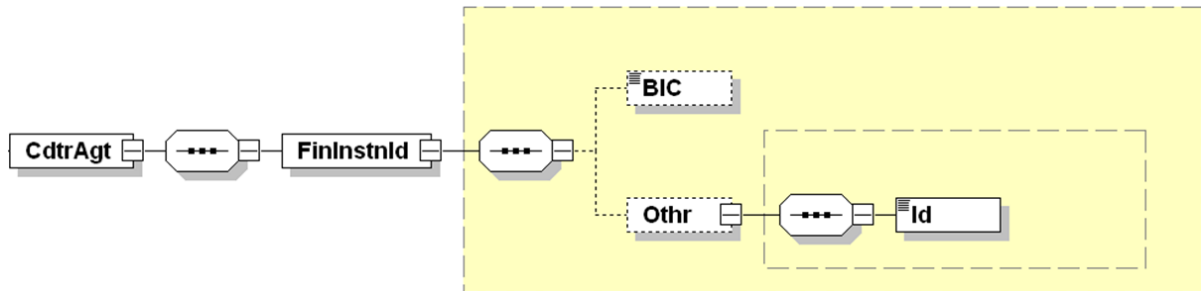 BIC
CdtrAgt
FinInstnId
Othr
Id